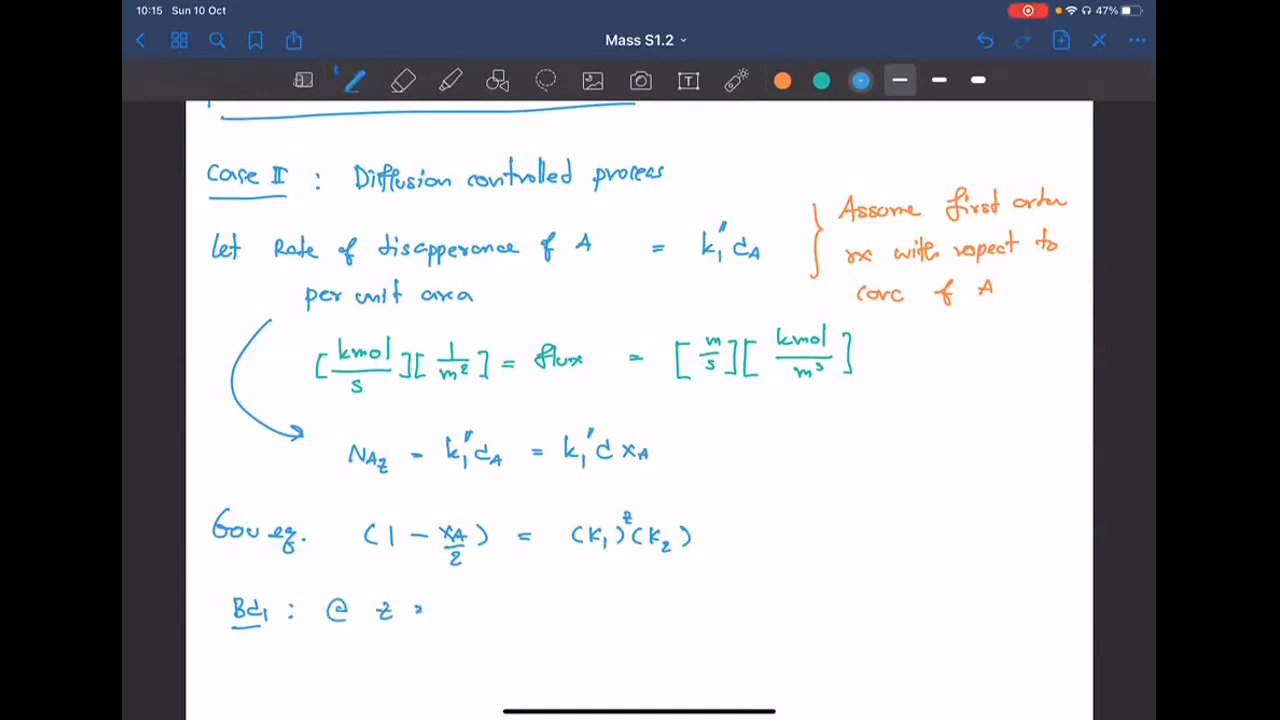 10:15 Sun 10 Oct
47%
Mass S1.2
Case II : Diffusion controlled process
let Rate of disapperance of A = k₁'' cA
per unit area
} Assume first order
rx with repect to
conc of A
[kmol/s][1/m²] = flux = [m/s][kmol/m³]
NAz = k₁'' cA = k₁'' c xA
Gov eq. (1 - xA/2) = (K₁)^z (K₂)
Bc₁ : @ z =